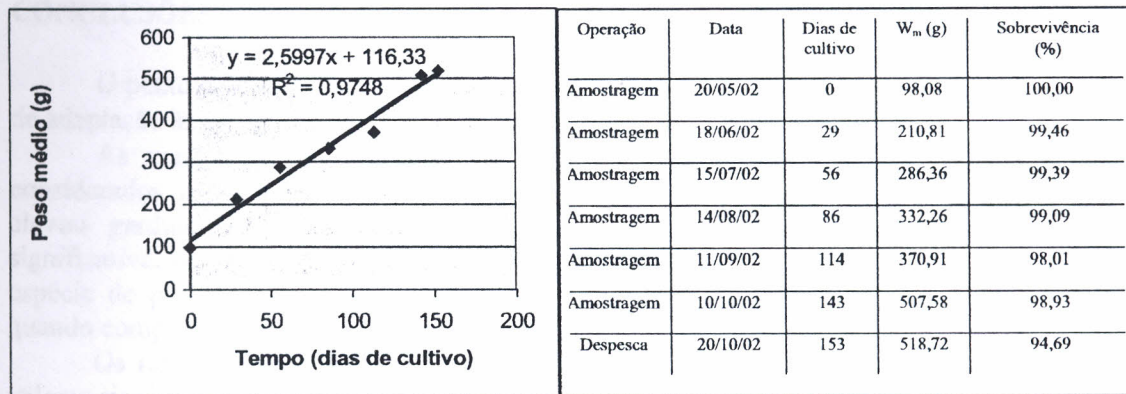 600
500
400
300
200
100
0
y = 2,5997x + 116,33
R² = 0,9748
Peso médio (g)
0 50 100 150 200
Tempo (dias de cultivo)
Operação Data Dias de cultivo Wm (g) Sobrevivência (%)
Amostragem 20/05/02 0 98,08 100,00
Amostragem 18/06/02 29 210,81 99,46
Amostragem 15/07/02 56 286,36 99,39
Amostragem 14/08/02 86 332,26 99,09
Amostragem 11/09/02 114 370,91 98,01
Amostragem 10/10/02 143 507,58 98,93
Despesca 20/10/02 153 518,72 94,69